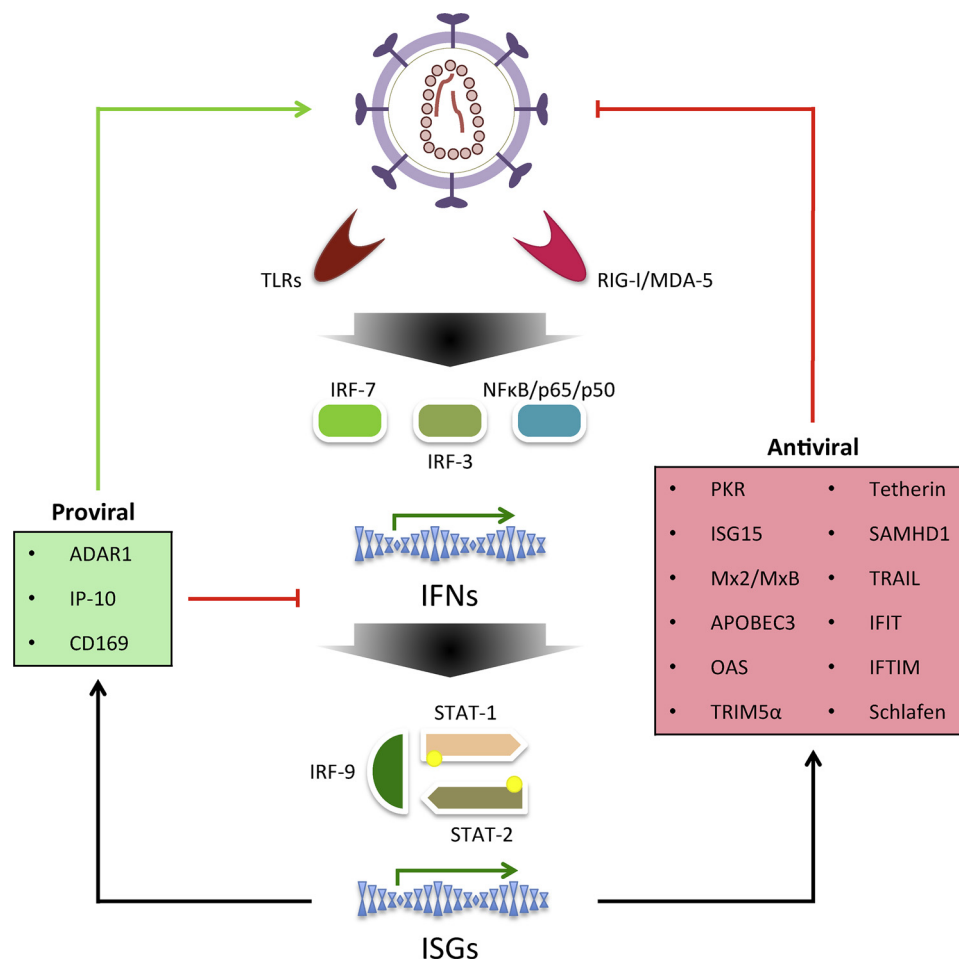 TLRs
RIG-I/MDA-5
IRF-7
NFκB/p65/p50
IRF-3
Proviral
• ADAR1
• IP-10
• CD169
Antiviral
• PKR
• ISG15
• Mx2/MxB
• APOBEC3
• OAS
• TRIM5α
• Tetherin
• SAMHD1
• TRAIL
• IFIT
• IFTIM
• Schlafen
IFNs
STAT-1
IRF-9
STAT-2
ISGs